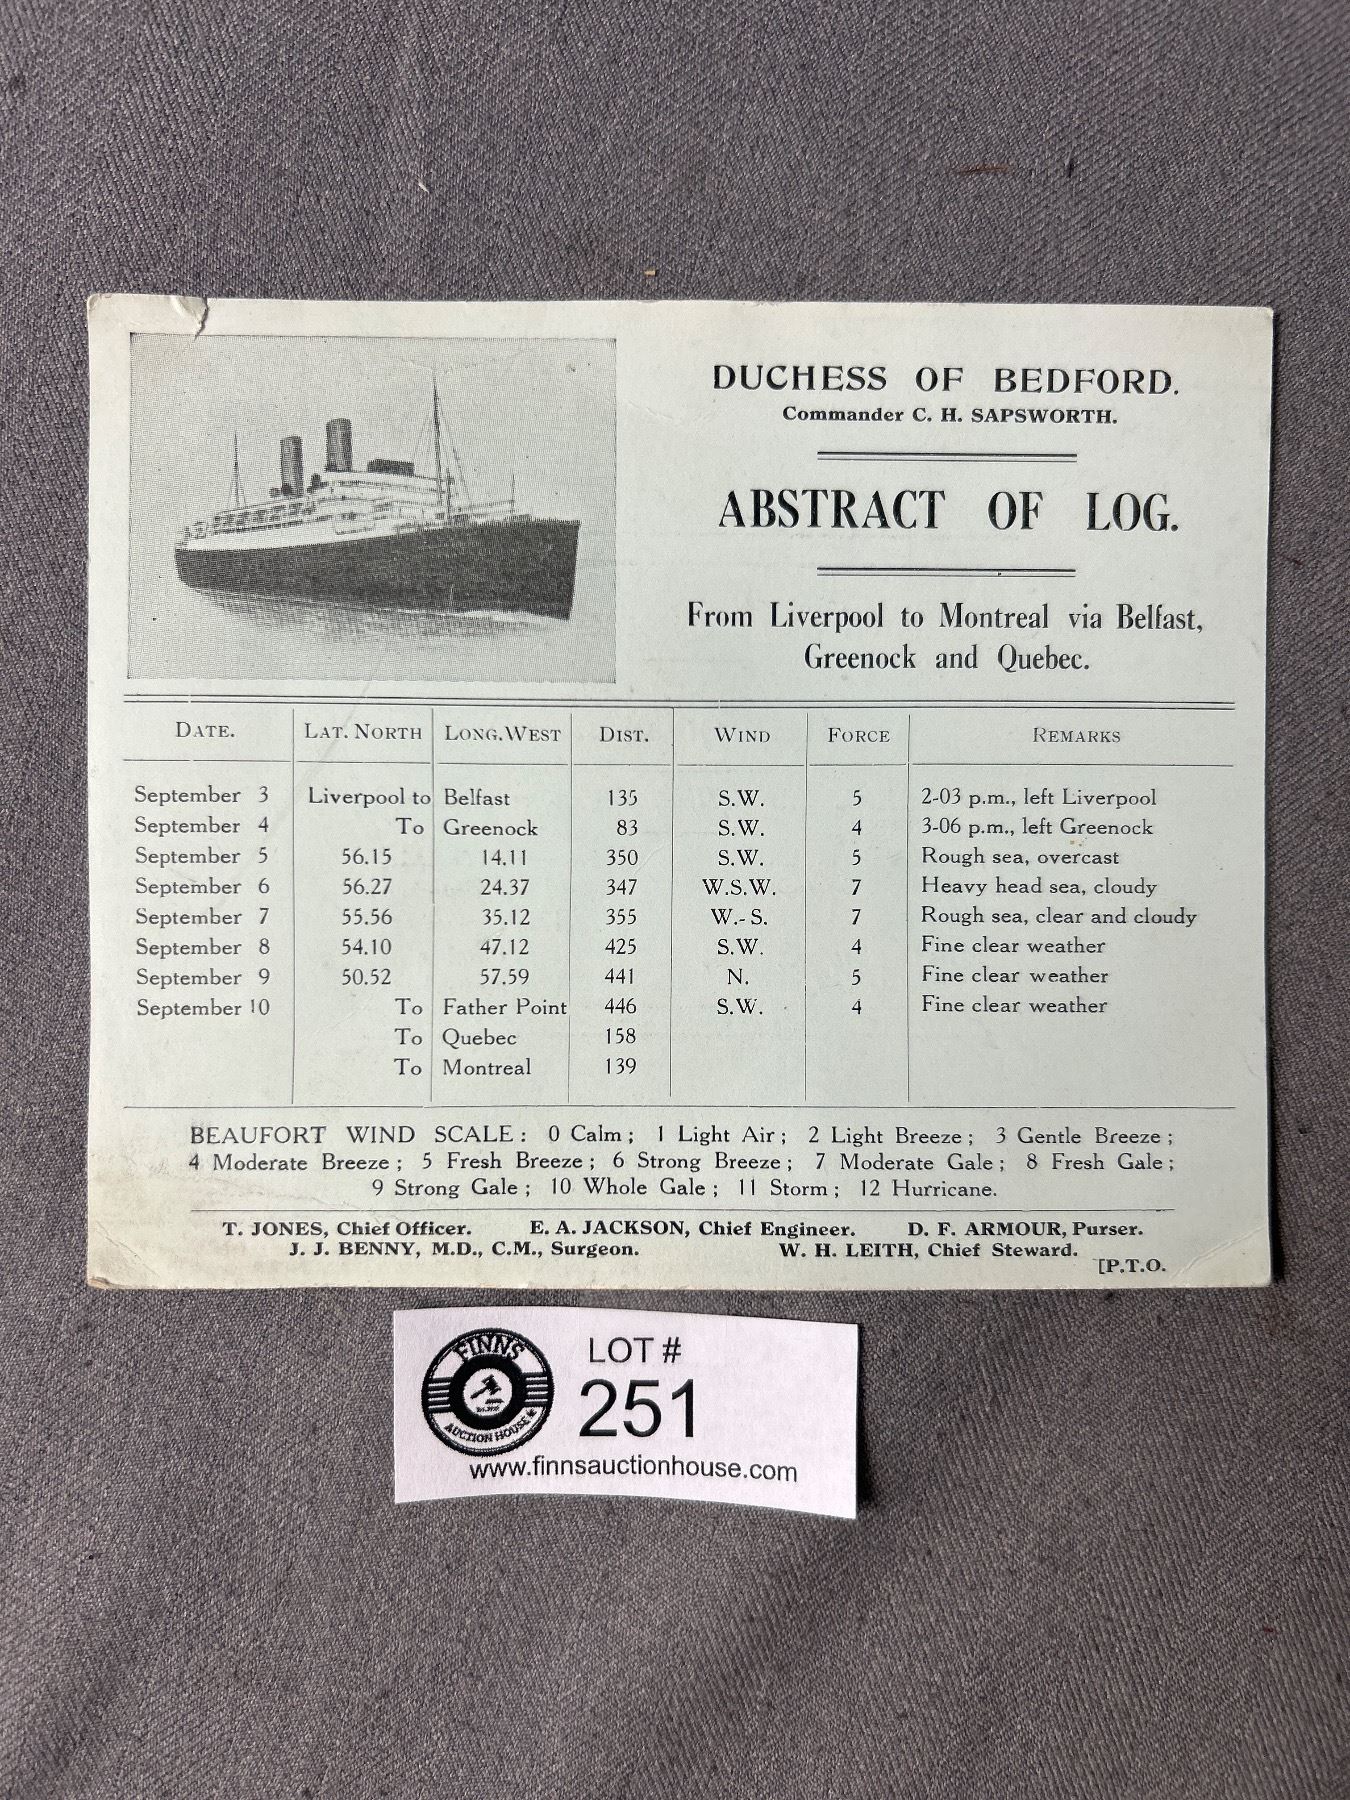 DUCHESS OF BEDFORD.
Commander C. H. SAPSWORTH.
ABSTRACT OF LOG.
From Liverpool to Montreal via Belfast,
Greenock and Quebec.
DATE. LAT. NORTH LONG. WEST DIST. WIND FORCE REMARKS
September 3 Liverpool to Belfast 135 S.W. 5 2-03 p.m., left Liverpool
September 4 To Greenock 83 S.W. 4 3-06 p.m., left Greenock
September 5 56.15 14.11 350 S.W. 5 Rough sea, overcast
September 6 56.27 24.37 347 W.S.W. 7 Heavy head sea, cloudy
September 7 55.56 35.12 355 W.-S. 7 Rough sea, clear and cloudy
September 8 54.10 47.12 425 S.W. 4 Fine clear weather
September 9 50.52 57.59 441 N. 5 Fine clear weather
September 10 To Father Point 446 S.W. 4 Fine clear weather
To Quebec 158
To Montreal 139
BEAUFORT WIND SCALE: 0 Calm; 1 Light Air; 2 Light Breeze; 3 Gentle Breeze;
4 Moderate Breeze; 5 Fresh Breeze; 6 Strong Breeze; 7 Moderate Gale; 8 Fresh Gale;
9 Strong Gale; 10 Whole Gale; 11 Storm; 12 Hurricane.
T. JONES, Chief Officer. E. A. JACKSON, Chief Engineer. D. F. ARMOUR, Purser.
J. J. BENNY, M.D., C.M., Surgeon. W. H. LEITH, Chief Steward.
[P.T.O.
FINNS
AUCTION HOUSE
LOT #
251
www.finnsauctionhouse.com